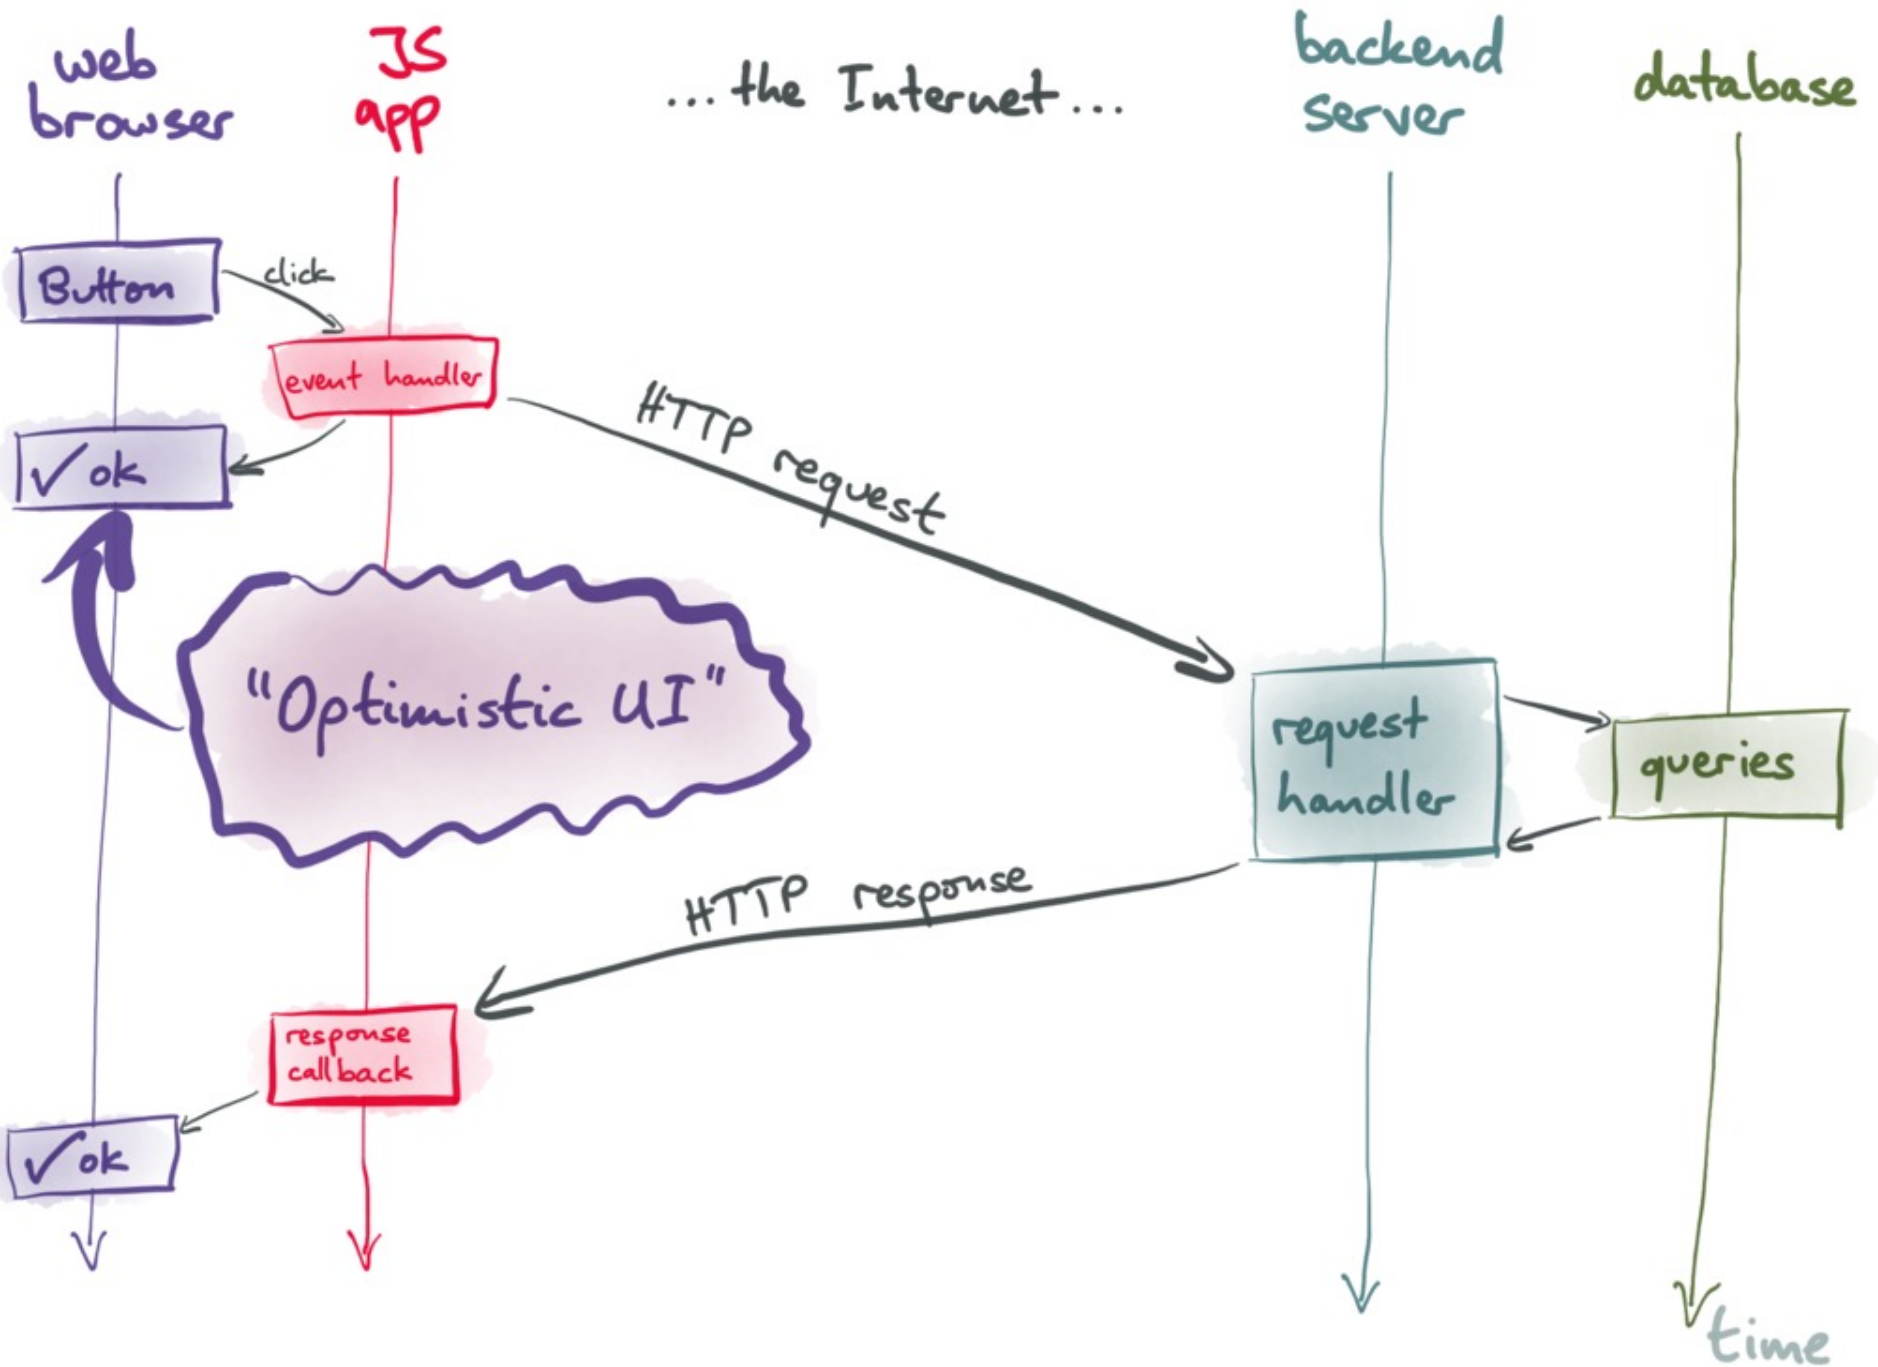 web
browser
JS
app
...the Internet...
backend
server
database
Button
click
event handler
✓ ok
HTTP request
"Optimistic UI"
request
handler
queries
HTTP response
response
callback
✓ ok
time